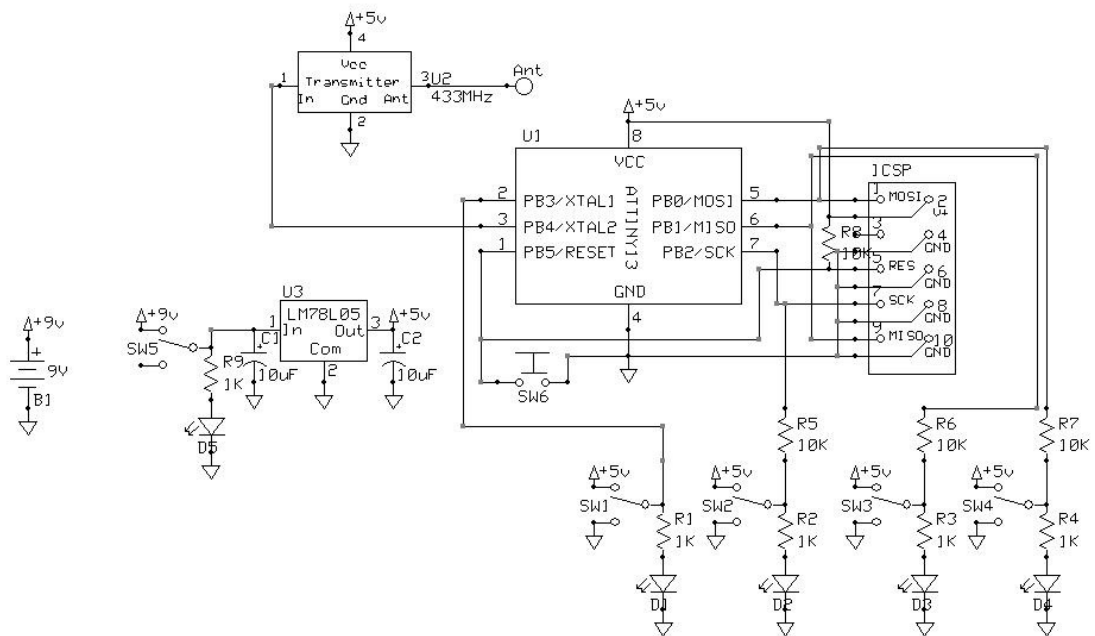 +5v
4
Vcc
1
Transmitter
3
U2
In
Gnd
Ant
433MHz
2
Ant
+5v
U1
8
VCC
2
PB3/XTAL1
3
PB4/XTAL2
1
PB5/RESET
ATTINY13
PB0/MOSI
5
PB1/MISO
6
PB2/SCK
7
GND
4
ICSP
1
MOSI
2
V+
3
4
GND
5
RES
6
GND
7
SCK
8
GND
9
MISO
10
GND
R8
10K
SW6
+9v
+
9V
B1
+9v
SW5
R9
1K
D5
C1
+
10uF
U3
LM78L05
1
In
Out
3
Com
2
+5v
+
C2
10uF
R5
10K
R6
10K
R7
10K
+5v
SW1
R1
1K
D1
+5v
SW2
R2
1K
D2
+5v
SW3
R3
1K
D3
+5v
SW4
R4
1K
D4